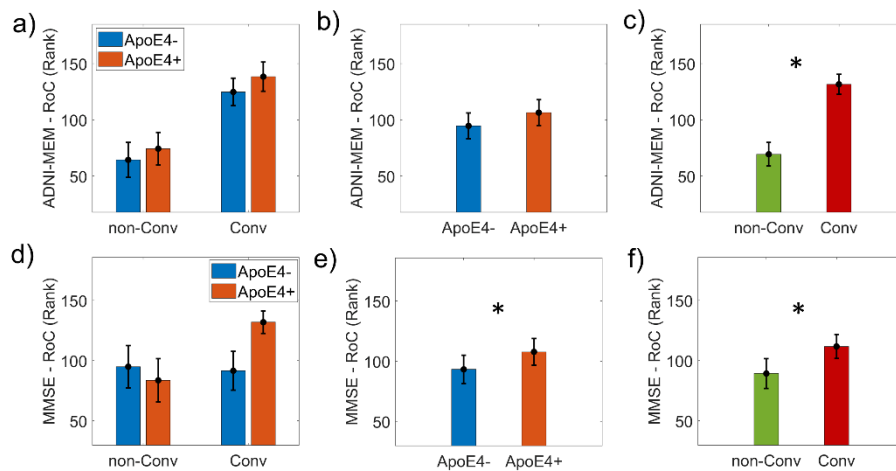 a)
ADNI-MEM - RoC (Rank)
150
100
50
ApoE4-
ApoE4+
non-Conv Conv
b)
ADNI-MEM - RoC (Rank)
150
100
50
ApoE4- ApoE4+
c)
ADNI-MEM - RoC (Rank)
150
100
50
*
non-Conv Conv
d)
MMSE - RoC (Rank)
150
100
50
ApoE4-
ApoE4+
non-Conv Conv
e)
MMSE - RoC (Rank)
150
100
50
*
ApoE4- ApoE4+
f)
MMSE - RoC (Rank)
150
100
50
*
non-Conv Conv